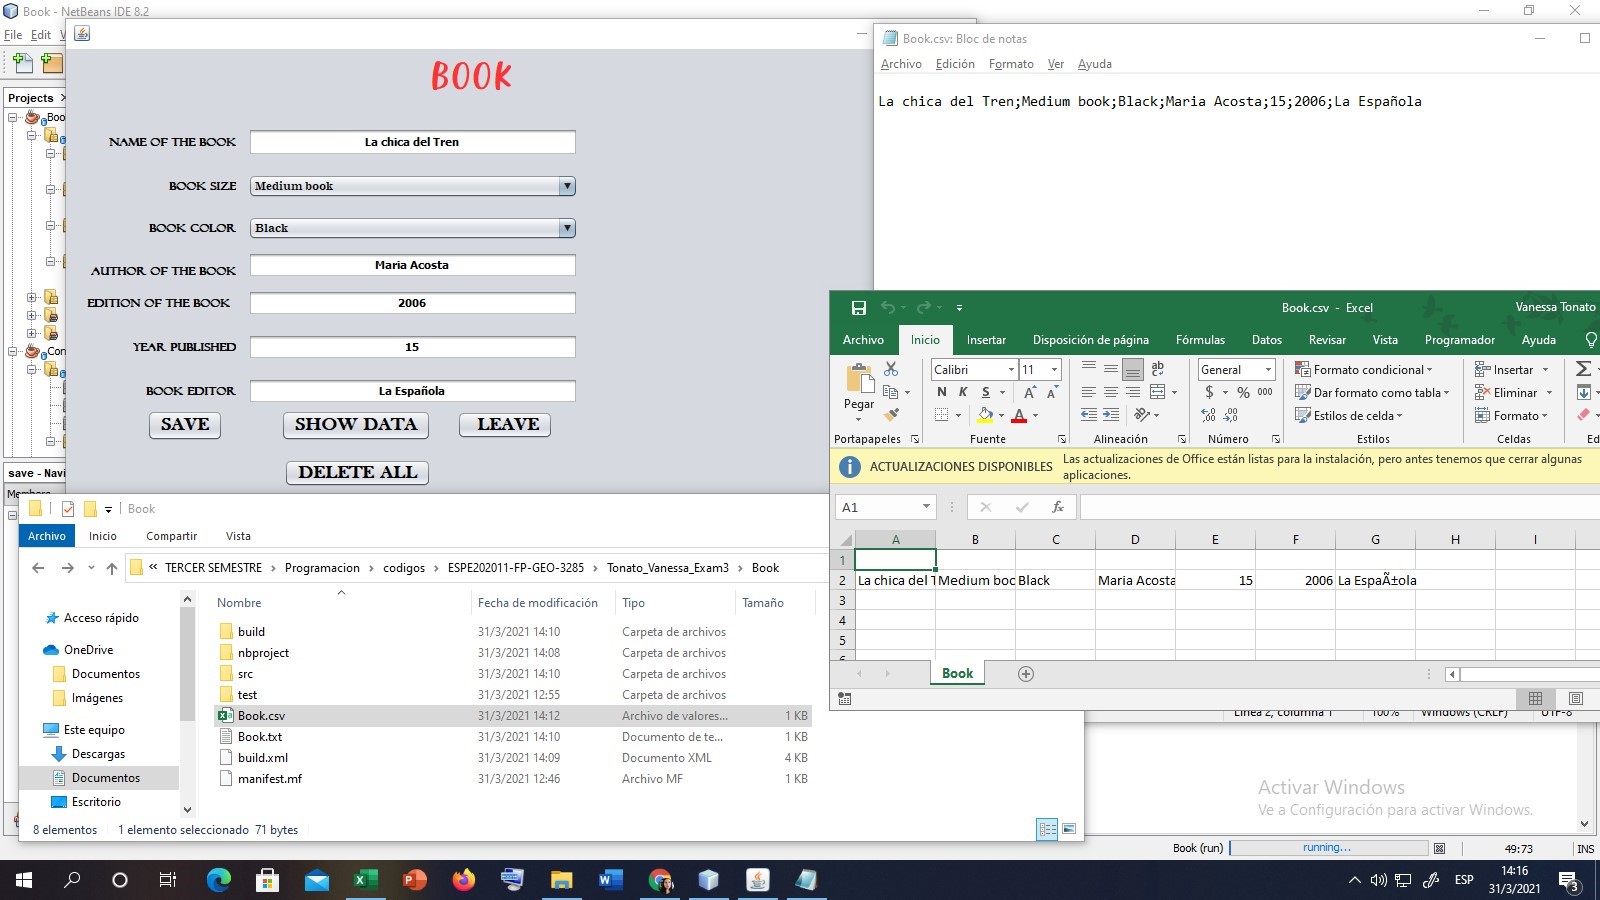 Book - NetBeans IDE 8.2
File Edit V
Projects
Boo
Con
save - Navi
Members
BOOK
NAME OF THE BOOK La chica del Tren
BOOK SIZE Medium book
BOOK COLOR Black
AUTHOR OF THE BOOK Maria Acosta
EDITION OF THE BOOK 2006
YEAR PUBLISHED 15
BOOK EDITOR La Española
SAVE SHOW DATA LEAVE
DELETE ALL
Book.csv: Bloc de notas
Archivo Edición Formato Ver Ayuda
La chica del Tren;Medium book;Black;Maria Acosta;15;2006;La Española
Book.csv - Excel Vanessa Tonato
Archivo Inicio Insertar Disposición de página Fórmulas Datos Revisar Vista Programador Ayuda
Pegar
Calibri 11
N K S A A
ab
General
$ % 000
Formato condicional
Dar formato como tabla
Estilos de celda
Insertar
Eliminar
Formato
Portapapeles Fuente Alineación Número Estilos Celdas Ed
ACTUALIZACIONES DISPONIBLES Las actualizaciones de Office están listas para la instalación, pero antes tenemos que cerrar algunas
aplicaciones.
A1 fx
A B C D E F G H I
1
2 La chica del T Medium boo Black Maria Acosta 15 2006 La EspaÃ±ola
3
4
5
6
Book
Línea 2, columna 1 100% Windows (CRLF) UTF-8
Book
Archivo Inicio Compartir Vista
« TERCER SEMESTRE > Programacion > codigos > ESPE202011-FP-GEO-3285 > Tonato_Vanessa_Exam3 > Book
Acceso rápido
OneDrive
Documentos
Imágenes
Este equipo
Descargas
Documentos
Escritorio
Nombre Fecha de modificación Tipo Tamaño
build 31/3/2021 14:10 Carpeta de archivos
nbproject 31/3/2021 14:08 Carpeta de archivos
src 31/3/2021 14:10 Carpeta de archivos
test 31/3/2021 12:55 Carpeta de archivos
Book.csv 31/3/2021 14:12 Archivo de valores... 1 KB
Book.txt 31/3/2021 14:10 Documento de te... 1 KB
build.xml 31/3/2021 14:09 Documento XML 4 KB
manifest.mf 31/3/2021 12:46 Archivo MF 1 KB
8 elementos 1 elemento seleccionado 71 bytes
Activar Windows
Ve a Configuración para activar Windows.
Book (run) running... 49:73 INS
ESP
14:16
31/3/2021
3